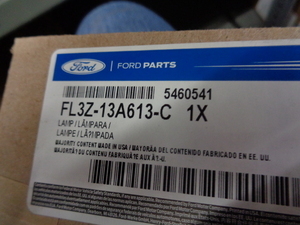 Ford FORD PARTS
5460541
FL3Z-13A613-C 1X
LAMP/LÁMPARA/
LAMPE/LÂMPADA
MAJORITY CONTENT MADE IN USA / MAYORÍA DEL CONTENIDO FABRICADO EN EE. UU.
MAJORITÉ DU CONTENU FABRIQUÉE AUX É.-U.